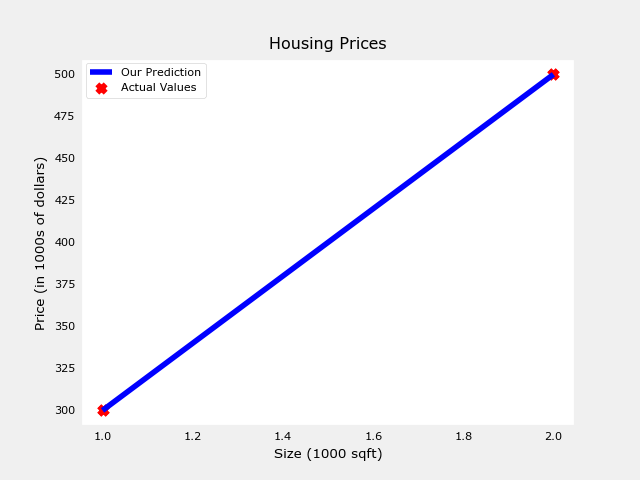 Housing Prices
Our Prediction
Actual Values
500
475
450
425
400
375
350
325
300
Price (in 1000s of dollars)
1.0 1.2 1.4 1.6 1.8 2.0
Size (1000 sqft)